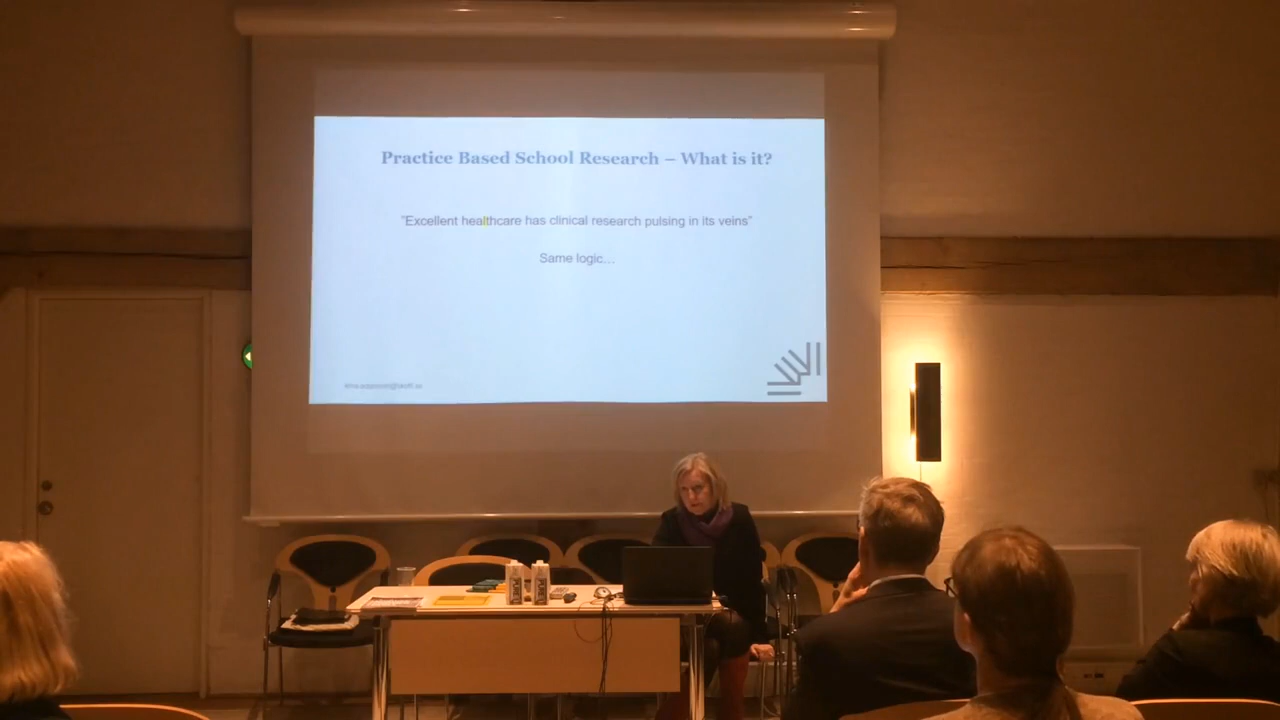 Practice Based School Research – What is it?
"Excellent healthcare has clinical research pulsing in its veins"
Same logic...